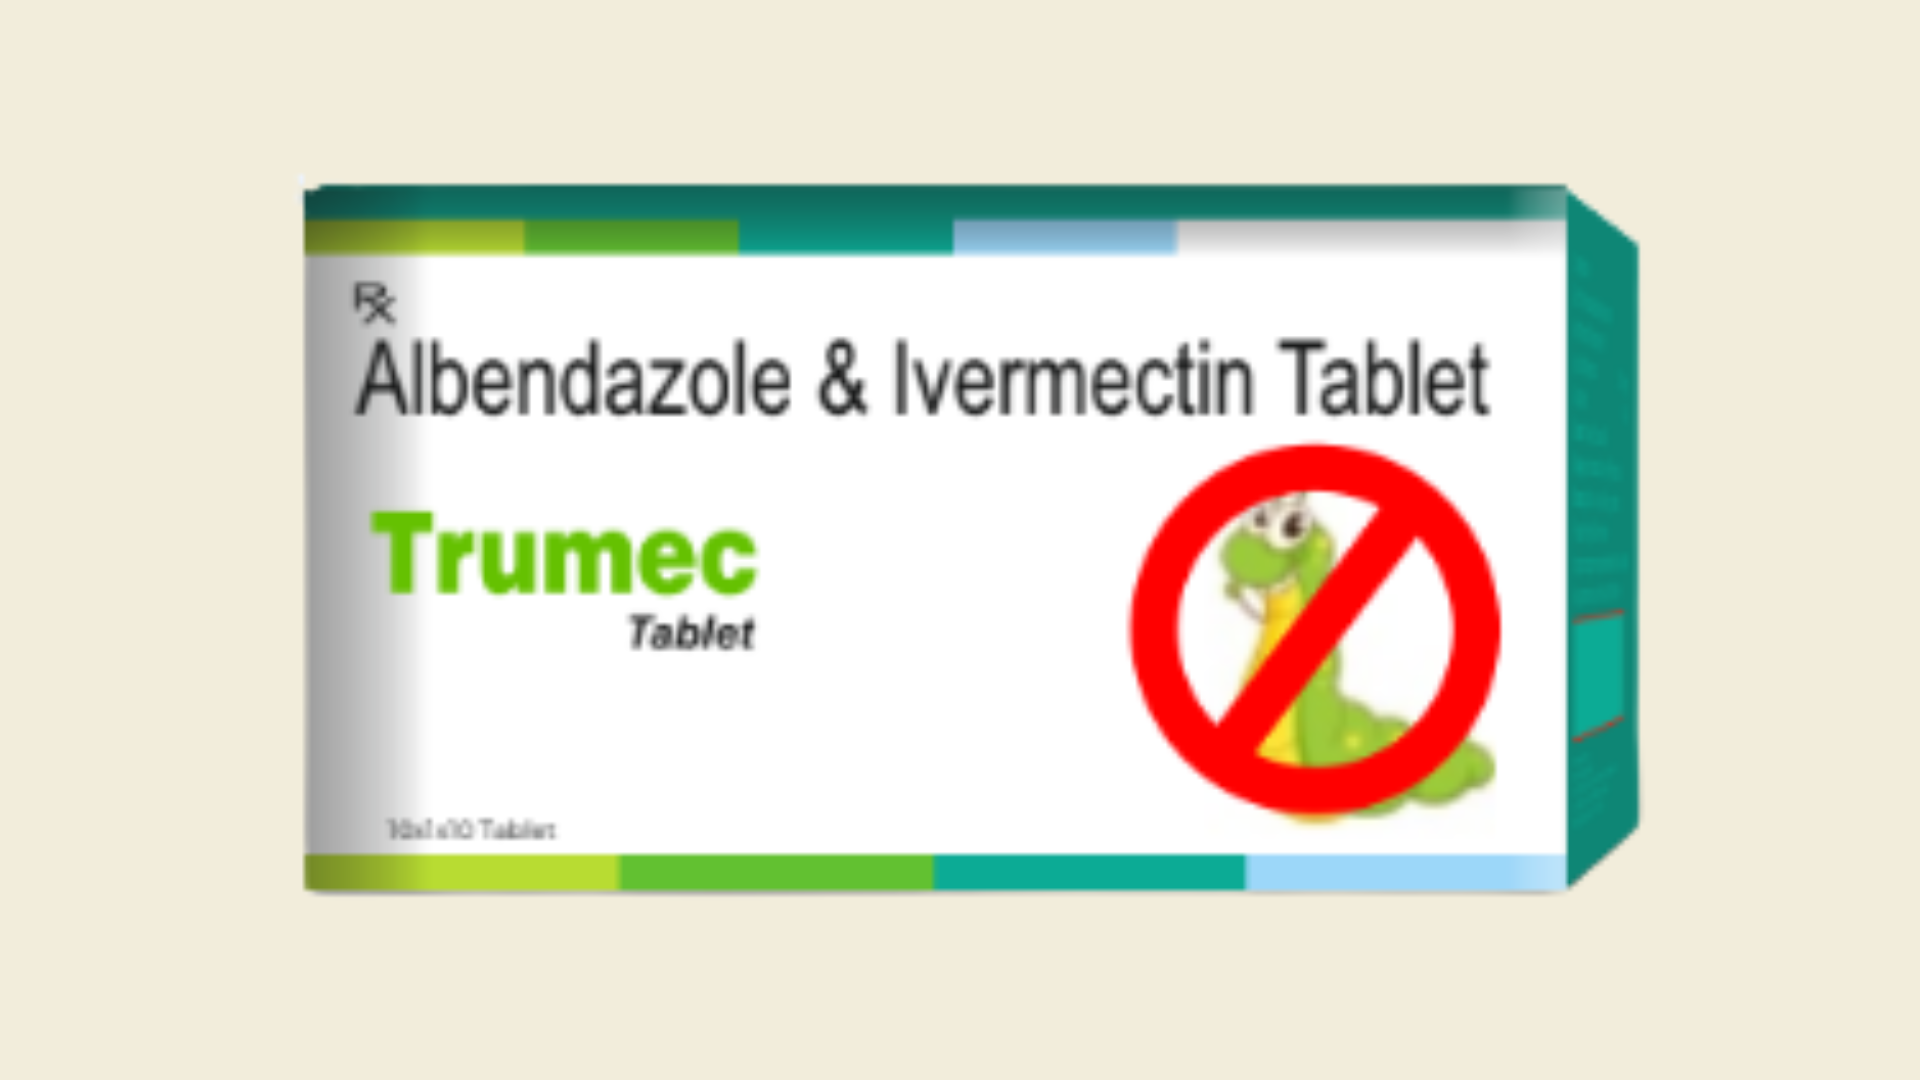 ℞
Albendazole & Ivermectin Tablet
Trumec
Tablet
10x1x10 Tablet